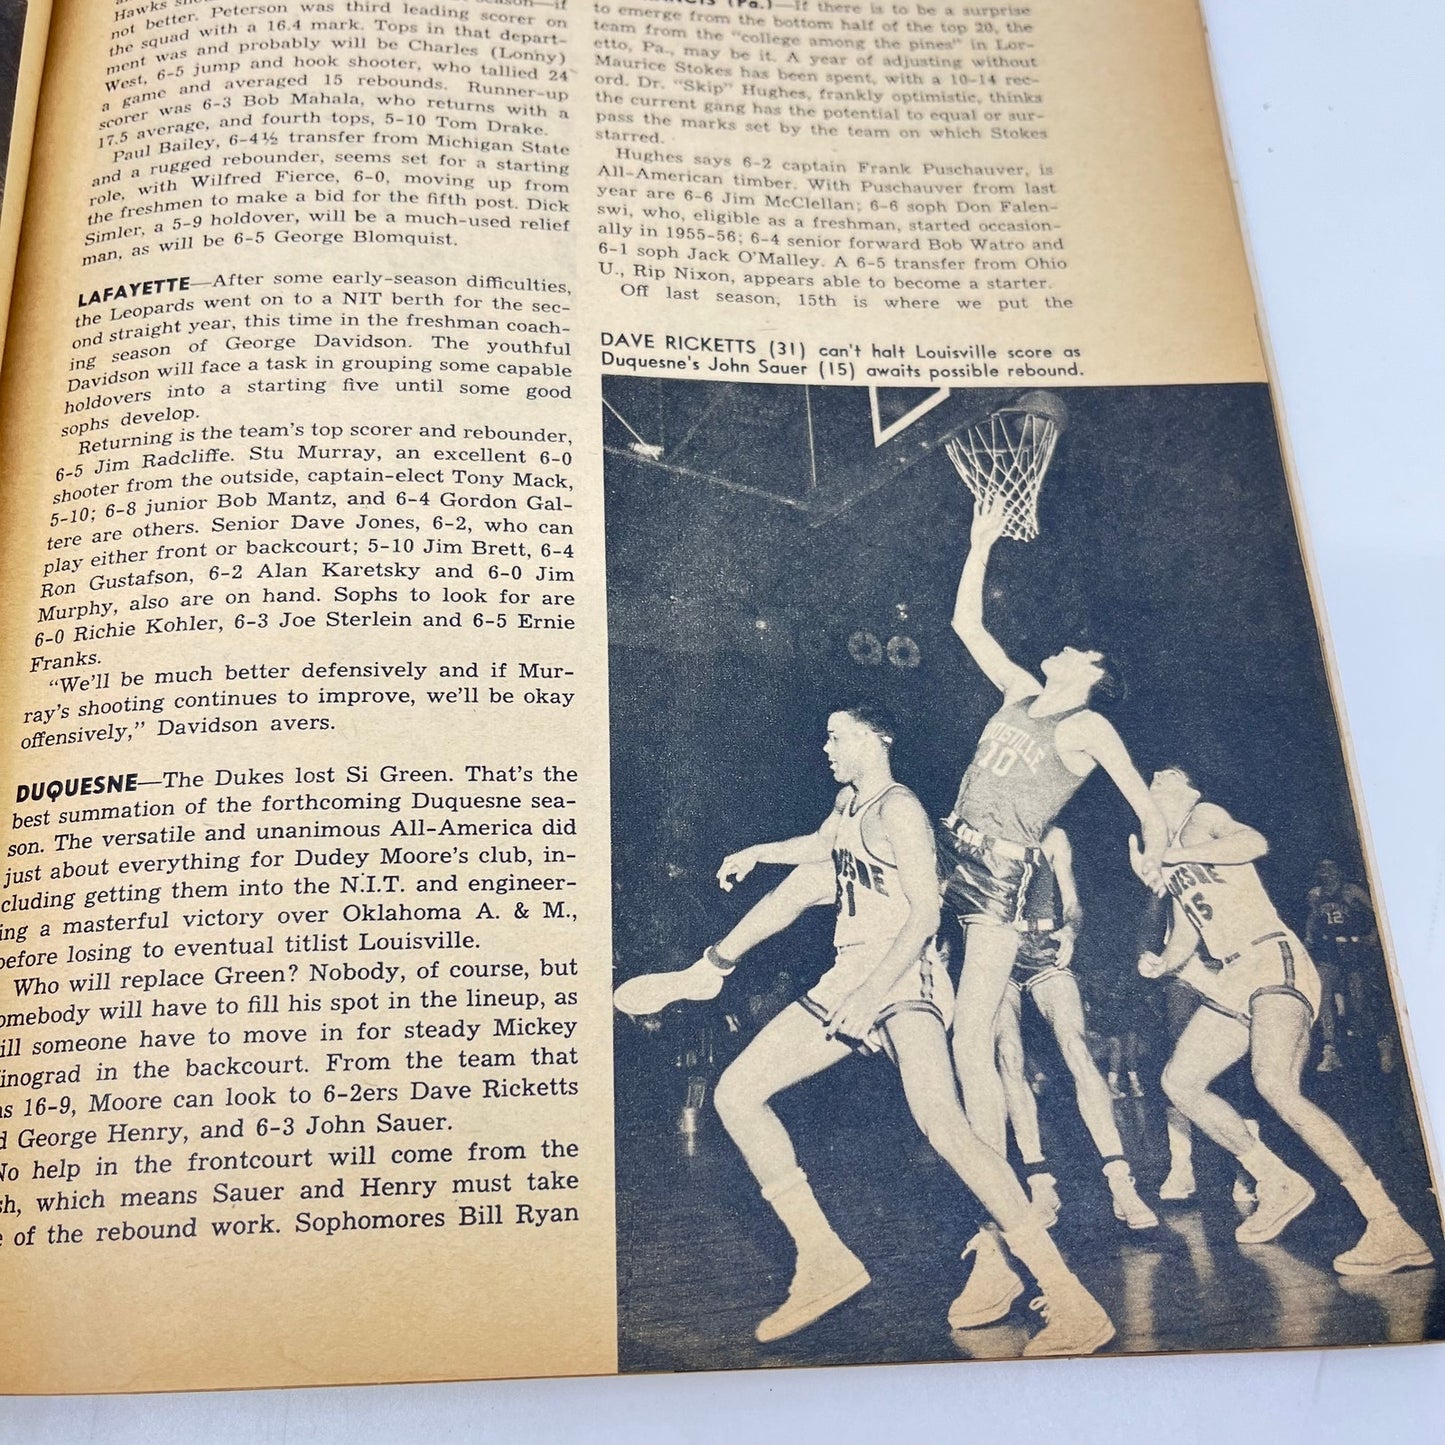 Hawks
not better. Peterson was third leading scorer on
the squad with a 16.4 mark. Tops in that depart-
ment was and probably will be Charles (Lonny)
West, 6-5 jump and hook shooter, who tallied 24
a game and averaged 15 rebounds. Runner-up
scorer was 6-3 Bob Mahala, who returns with a
17.5 average, and fourth tops, 5-10 Tom Drake.
Paul Bailey, 6-4½ transfer from Michigan State
and a rugged rebounder, seems set for a starting
role, with Wilfred Fierce, 6-0, moving up from
the freshmen to make a bid for the fifth post. Dick
Simler, a 5-9 holdover, will be a much-used relief
man, as will be 6-5 George Blomquist.
LAFAYETTE—After some early-season difficulties,
the Leopards went on to a NIT berth for the sec-
ond straight year, this time in the freshman coach-
ing season of George Davidson. The youthful
Davidson will face a task in grouping some capable
holdovers into a starting five until some good
sophs develop.
Returning is the team's top scorer and rebounder,
6-5 Jim Radcliffe. Stu Murray, an excellent 6-0
shooter from the outside, captain-elect Tony Mack,
5-10; 6-8 junior Bob Mantz, and 6-4 Gordon Gal-
tere are others. Senior Dave Jones, 6-2, who can
play either front or backcourt; 5-10 Jim Brett, 6-4
Ron Gustafson, 6-2 Alan Karetsky and 6-0 Jim
Murphy, also are on hand. Sophs to look for are
6-0 Richie Kohler, 6-3 Joe Sterlein and 6-5 Ernie
Franks.
"We'll be much better defensively and if Mur-
ray's shooting continues to improve, we'll be okay
offensively," Davidson avers.
DUQUESNE—The Dukes lost Si Green. That's the
best summation of the forthcoming Duquesne sea-
son. The versatile and unanimous All-America did
just about everything for Dudey Moore's club, in-
cluding getting them into the N.I.T. and engineer-
ing a masterful victory over Oklahoma A. & M.,
before losing to eventual titlist Louisville.
Who will replace Green? Nobody, of course, but
omebody will have to fill his spot in the lineup, as
ill someone have to move in for steady Mickey
inograd in the backcourt. From the team that
as 16-9, Moore can look to 6-2ers Dave Ricketts
d George Henry, and 6-3 John Sauer.
No help in the frontcourt will come from the
sh, which means Sauer and Henry must take
e of the rebound work. Sophomores Bill Ryan
(Pa.)—If there is to be a surprise
to emerge from the bottom half of the top 20, the
team from the "college among the pines" in Lor-
etto, Pa., may be it. A year of adjusting without
Maurice Stokes has been spent, with a 10-14 rec-
ord. Dr. "Skip" Hughes, frankly optimistic, thinks
the current gang has the potential to equal or sur-
pass the marks set by the team on which Stokes
starred.
Hughes says 6-2 captain Frank Puschauver, is
All-American timber. With Puschauver from last
year are 6-6 Jim McClellan; 6-6 soph Don Falen-
swi, who, eligible as a freshman, started occasion-
ally in 1955-56; 6-4 senior forward Bob Watro and
6-1 soph Jack O'Malley. A 6-5 transfer from Ohio
U., Rip Nixon, appears able to become a starter.
Off last season, 15th is where we put the
DAVE RICKETTS (31) can't halt Louisville score as
Duquesne's John Sauer (15) awaits possible rebound.
10
31
15
12